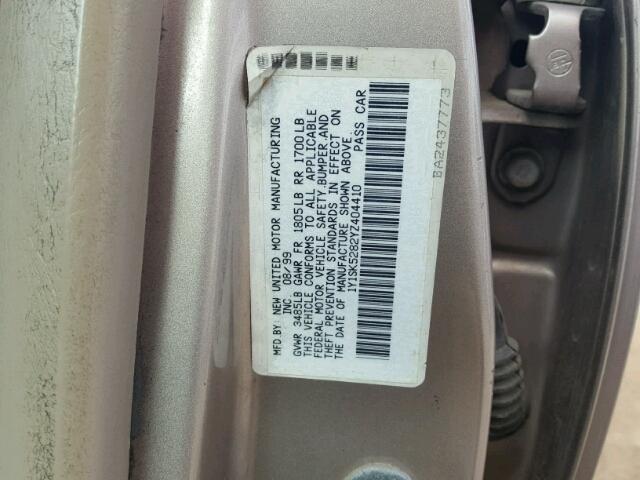 MFD.BY NEW UNITED MOTOR MANUFACTURING
INC. 08/99
GVWR 3485LB GAWR FR 1805LB RR 1700LB
THIS VEHICLE CONFORMS TO ALL APPLICABLE
FEDERAL MOTOR VEHICLE SAFETY,BUMPER,AND
THEFT PREVENTION STANDARDS IN EFFECT ON
THE DATE OF MANUFACTURE SHOWN ABOVE.
1Y1SK5282YZ404410 PASS CAR
BA2437773